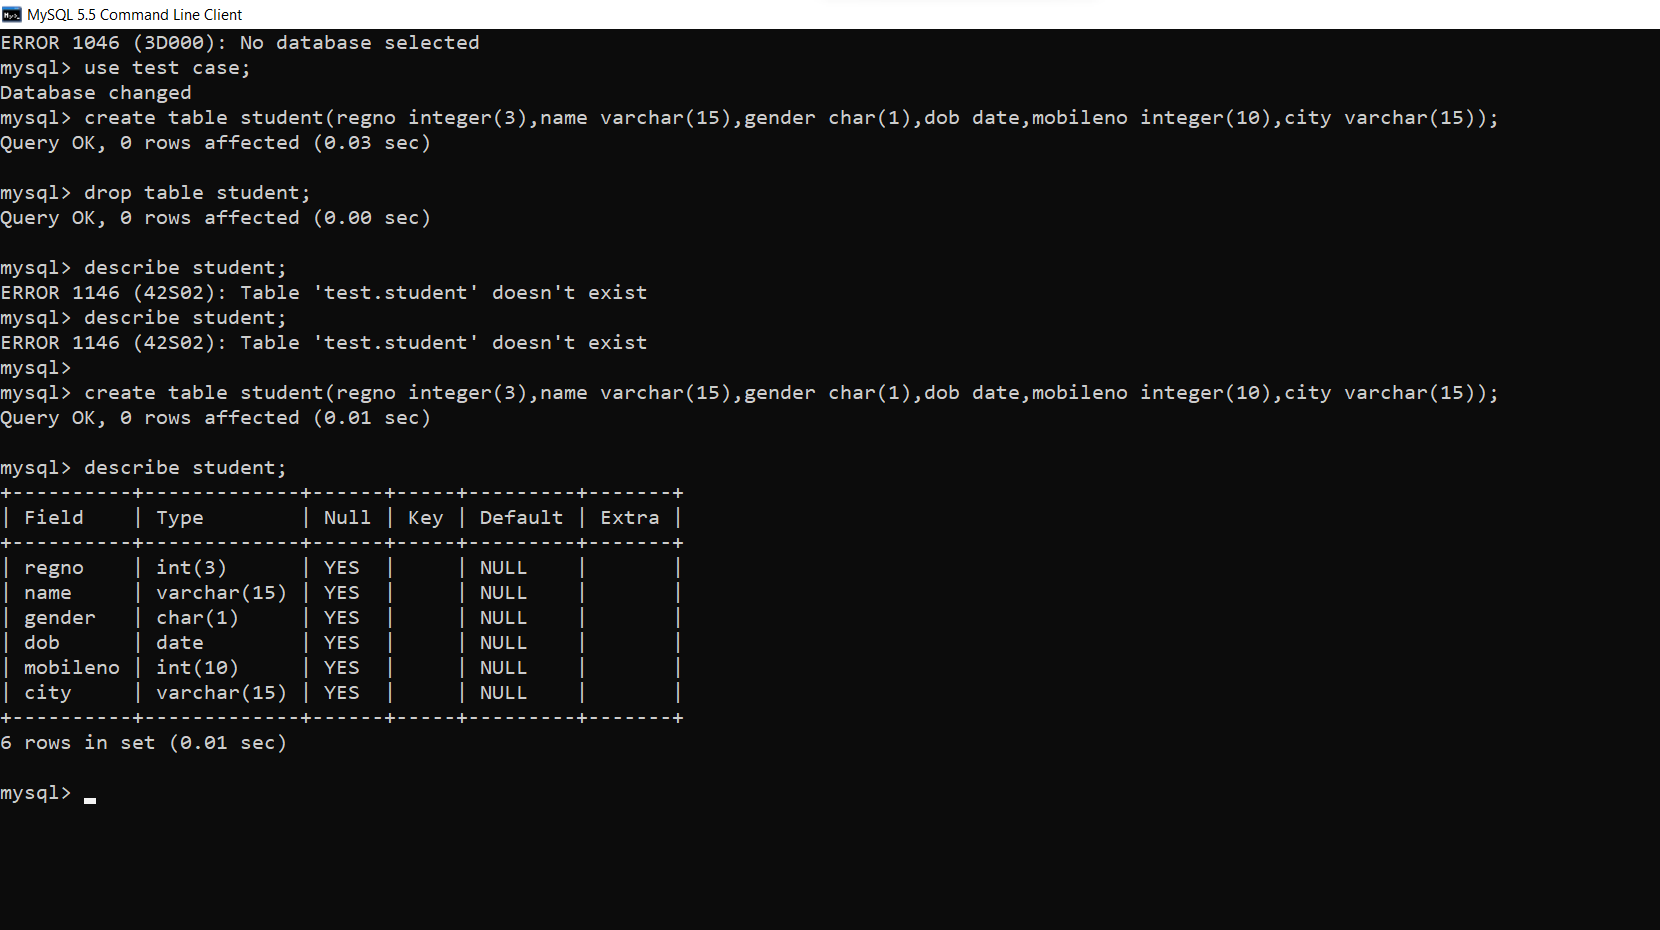 MySQL 5.5 Command Line Client
ERROR 1046 (3D000): No database selected
mysql> use test case;
Database changed
mysql> create table student(regno integer(3),name varchar(15),gender char(1),dob date,mobileno integer(10),city varchar(15));
Query OK, 0 rows affected (0.03 sec)
mysql> drop table student;
Query OK, 0 rows affected (0.00 sec)
mysql> describe student;
ERROR 1146 (42S02): Table 'test.student' doesn't exist
mysql> describe student;
ERROR 1146 (42S02): Table 'test.student' doesn't exist
mysql>
mysql> create table student(regno integer(3),name varchar(15),gender char(1),dob date,mobileno integer(10),city varchar(15));
Query OK, 0 rows affected (0.01 sec)
mysql> describe student;
+----------+-------------+------+-----+---------+-------+
| Field    | Type        | Null | Key | Default | Extra |
+----------+-------------+------+-----+---------+-------+
| regno    | int(3)      | YES  |     | NULL    |       |
| name     | varchar(15) | YES  |     | NULL    |       |
| gender   | char(1)     | YES  |     | NULL    |       |
| dob      | date        | YES  |     | NULL    |       |
| mobileno | int(10)     | YES  |     | NULL    |       |
| city     | varchar(15) | YES  |     | NULL    |       |
+----------+-------------+------+-----+---------+-------+
6 rows in set (0.01 sec)
mysql>